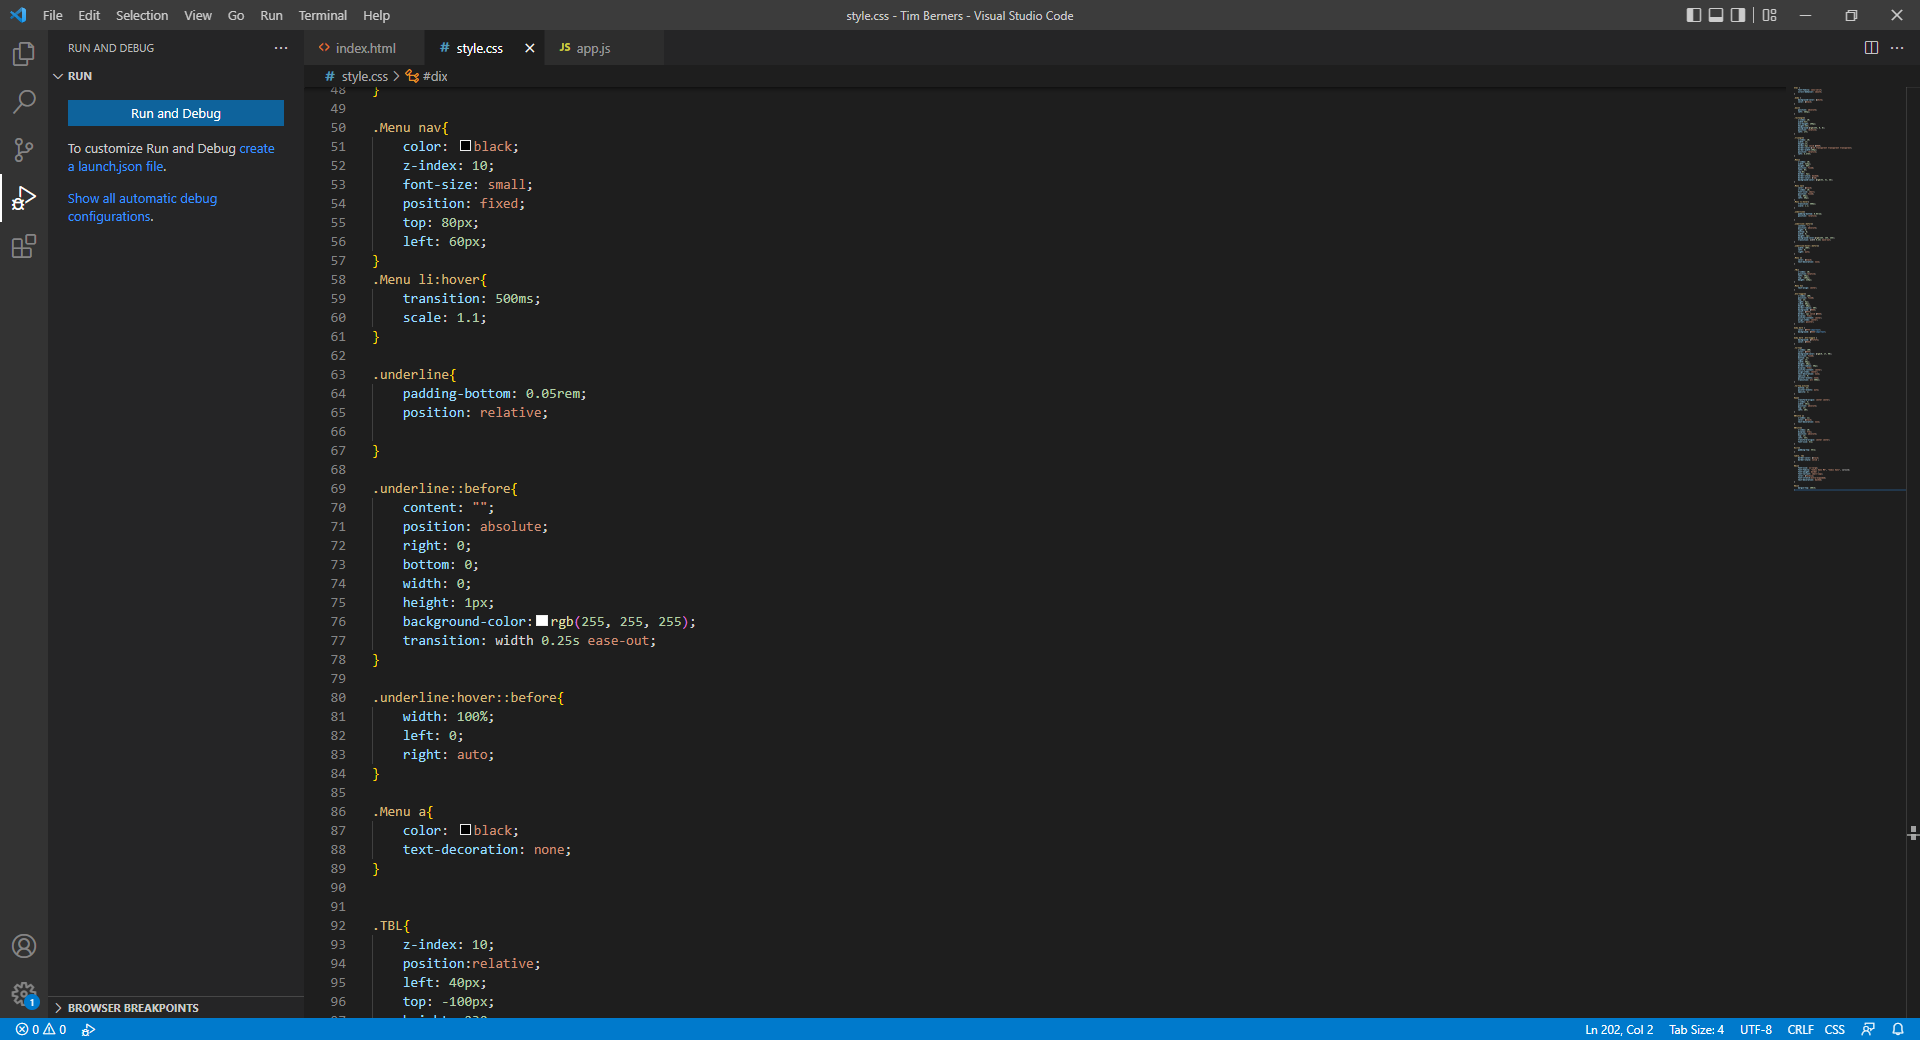 File Edit Selection View Go Run Terminal Help
style.css - Tim Berners - Visual Studio Code
RUN AND DEBUG
RUN
Run and Debug
To customize Run and Debug create
a launch.json file.
Show all automatic debug
configurations.
BROWSER BREAKPOINTS
index.html
# style.css
JS app.js
# style.css > #dix
48 }
49
50 .Menu nav{
51 color: black;
52 z-index: 10;
53 font-size: small;
54 position: fixed;
55 top: 80px;
56 left: 60px;
57 }
58 .Menu li:hover{
59 transition: 500ms;
60 scale: 1.1;
61 }
62
63 .underline{
64 padding-bottom: 0.05rem;
65 position: relative;
66
67 }
68
69 .underline::before{
70 content: "";
71 position: absolute;
72 right: 0;
73 bottom: 0;
74 width: 0;
75 height: 1px;
76 background-color: rgb(255, 255, 255);
77 transition: width 0.25s ease-out;
78 }
79
80 .underline:hover::before{
81 width: 100%;
82 left: 0;
83 right: auto;
84 }
85
86 .Menu a{
87 color: black;
88 text-decoration: none;
89 }
90
91
92 .TBL{
93 z-index: 10;
94 position:relative;
95 left: 40px;
96 top: -100px;
1
0 0
Ln 202, Col 2 Tab Size: 4 UTF-8 CRLF CSS